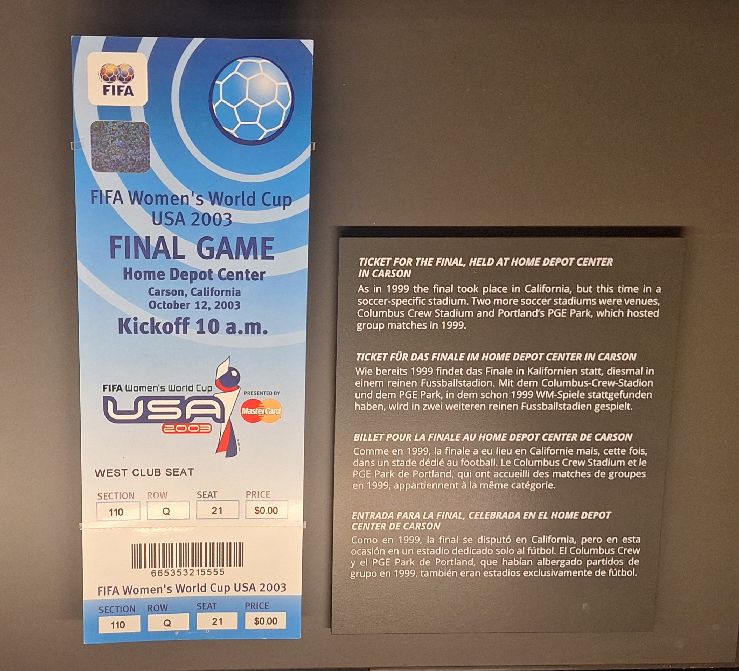 FIFA
FIFA Women's World Cup
USA 2003
FINAL GAME
Home Depot Center
Carson, California
October 12, 2003
Kickoff 10 a.m.
FIFA Women's World Cup
USA
2003
PRESENTED BY
MasterCard
WEST CLUB SEAT
SECTION ROW SEAT PRICE
110 Q 21 $0.00
665353215555
FIFA Women's World Cup USA 2003
SECTION ROW SEAT PRICE
110 Q 21 $0.00
TICKET FOR THE FINAL, HELD AT HOME DEPOT CENTER
IN CARSON
As in 1999 the final took place in California, but this time in a
soccer-specific stadium. Two more soccer stadiums were venues,
Columbus Crew Stadium and Portland's PGE Park, which hosted
group matches in 1999.
TICKET FÜR DAS FINALE IM HOME DEPOT CENTER IN CARSON
Wie bereits 1999 findet das Finale in Kalifornien statt, diesmal in
einem reinen Fussballstadion. Mit dem Columbus-Crew-Stadion
und dem PGE Park, in dem schon 1999 WM-Spiele stattgefunden
haben, wird in zwei weiteren reinen Fussballstadien gespielt.
BILLET POUR LA FINALE AU HOME DEPOT CENTER DE CARSON
Comme en 1999, la finale a eu lieu en Californie mais, cette fois,
dans un stade dédié au football. Le Columbus Crew Stadium et le
PGE Park de Portland, qui ont accueilli des matches de groupes
en 1999, appartiennent à la même catégorie.
ENTRADA PARA LA FINAL, CELEBRADA EN EL HOME DEPOT
CENTER DE CARSON
Como en 1999, la final se disputó en California, pero en esta
ocasión en un estadio dedicado solo al fútbol. El Columbus Crew
y el PGE Park de Portland, que habían albergado partidos de
grupo en 1999, también eran estadios exclusivamente de fútbol.